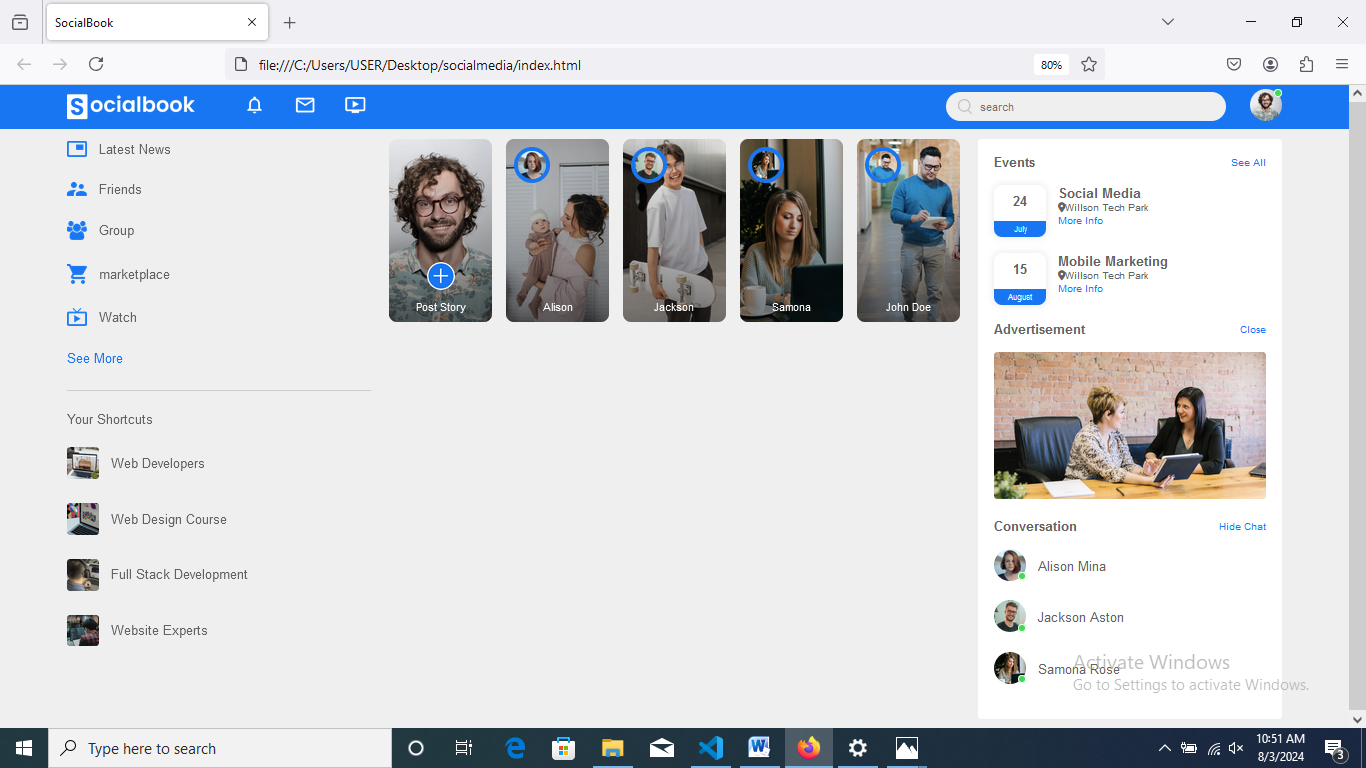 SocialBook
file:///C:/Users/USER/Desktop/socialmedia/index.html
80%
Socialbook
search
Latest News
Friends
Group
marketplace
Watch
See More
Your Shortcuts
Web Developers
Web Design Course
Full Stack Development
Website Experts
Post Story
Alison
Jackson
Samona
John Doe
Events
See All
24
July
Social Media
Willson Tech Park
More Info
15
August
Mobile Marketing
Willson Tech Park
More Info
Advertisement
Close
Conversation
Hide Chat
Alison Mina
Jackson Aston
Samona Rose
Activate Windows
Go to Settings to activate Windows.
Type here to search
10:51 AM
8/3/2024
3